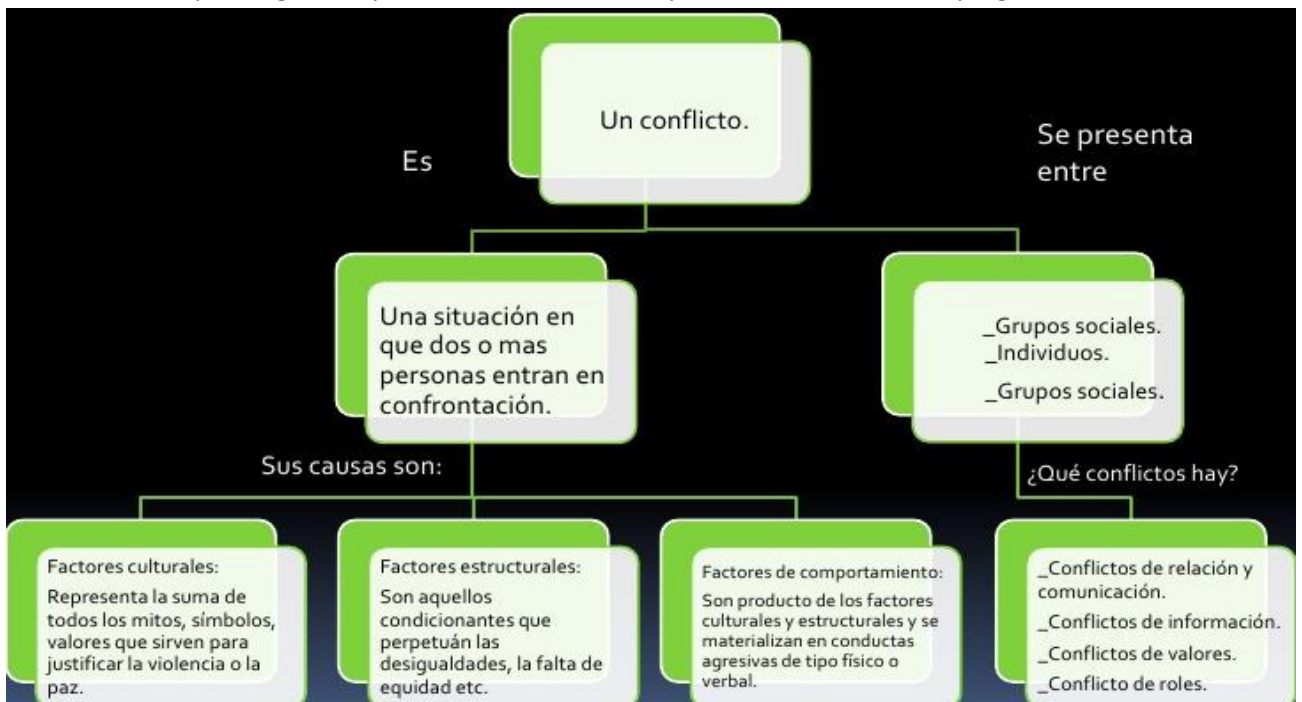 Un conflicto.
Es
Se presenta
entre
Una situación en
que dos o mas
personas entran en
confrontación.
_Grupos sociales.
_Individuos.
_Grupos sociales.
Sus causas son:
¿Qué conflictos hay?
Factores culturales:
Representa la suma de
todos los mitos, símbolos,
valores que sirven para
justificar la violencia o la
paz.
Factores estructurales:
Son aquellos
condicionantes que
perpetuán las
desigualdades, la falta de
equidad etc.
Factores de comportamiento:
Son producto de los factores
culturales y estructurales y se
materializan en conductas
agresivas de tipo físico o
verbal.
_Conflictos de relación y
comunicación.
_Conflictos de información.
_Conflictos de valores.
_Conflicto de roles.